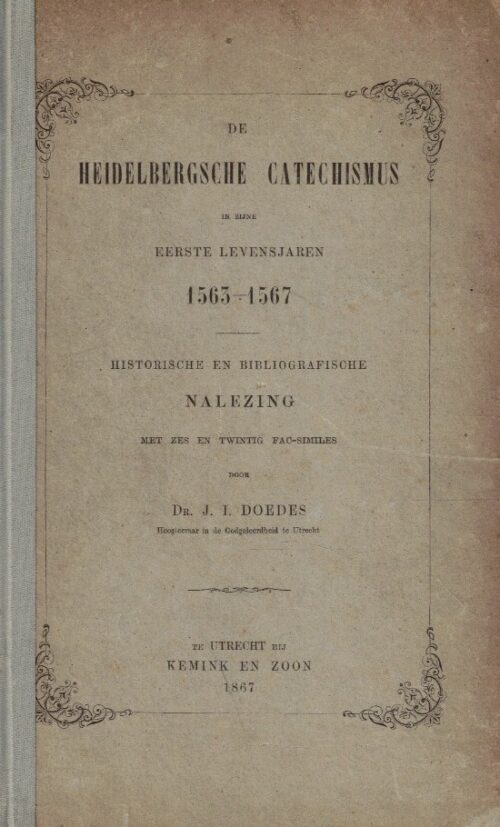 DE
HEIDELBERGSCHE CATECHISMUS
IN ZIJNE
EERSTE LEVENSJAREN
1563-1567
HISTORISCHE EN BIBLIOGRAFISCHE
NALEZING
MET ZES EN TWINTIG FAC-SIMILES
DOOR
DR. J. I. DOEDES
Hoogleeraar in de Godgeleerdheid te Utrecht
TE UTRECHT BIJ
KEMINK EN ZOON
1867